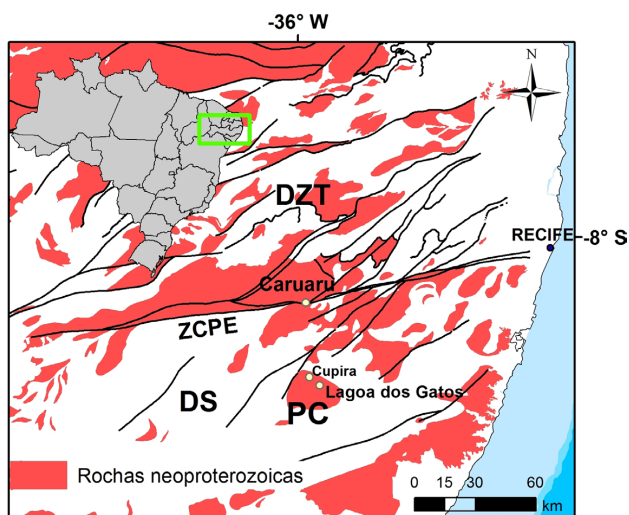 -36° W
N
DZT
RECIFE
-8° S
Caruaru
ZCPE
Cupira
Lagoa dos Gatos
DS
PC
Rochas neoproterozoicas
0 15 30 60
km